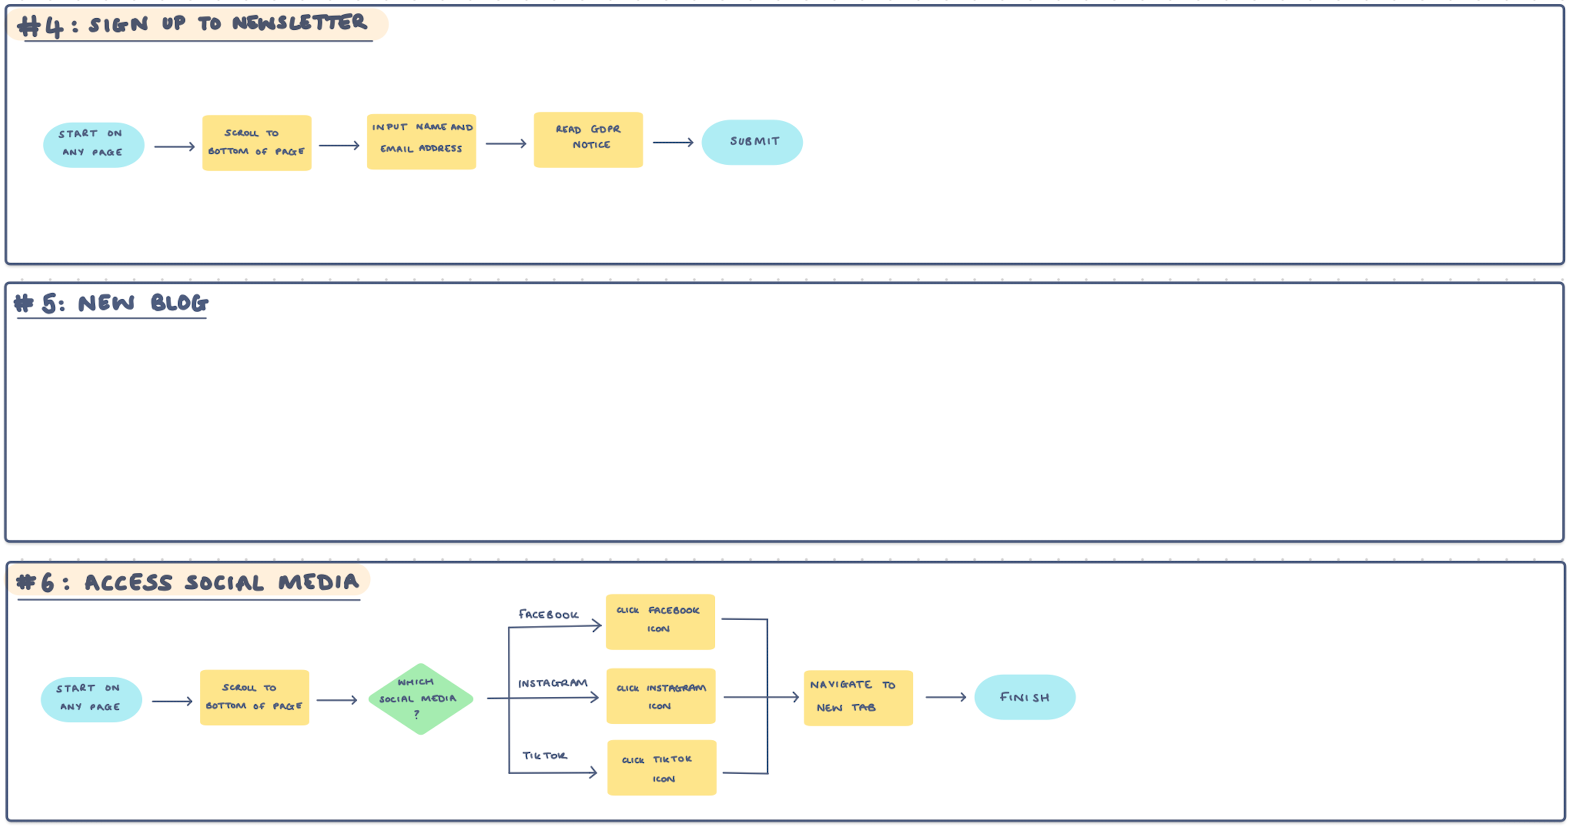 #4: SIGN UP TO NEWSLETTER
START ON
ANY PAGE
SCROLL TO
BOTTOM OF PAGE
INPUT NAME AND
EMAIL ADDRESS
READ GDPR
NOTICE
SUBMIT
#5: NEW BLOG
#6: ACCESS SOCIAL MEDIA
START ON
ANY PAGE
SCROLL TO
BOTTOM OF PAGE
WHICH
SOCIAL MEDIA
?
FACEBOOK
CLICK FACEBOOK
ICON
INSTAGRAM
CLICK INSTAGRAM
ICON
TIKTOK
CLICK TIKTOK
ICON
NAVIGATE TO
NEW TAB
FINISH